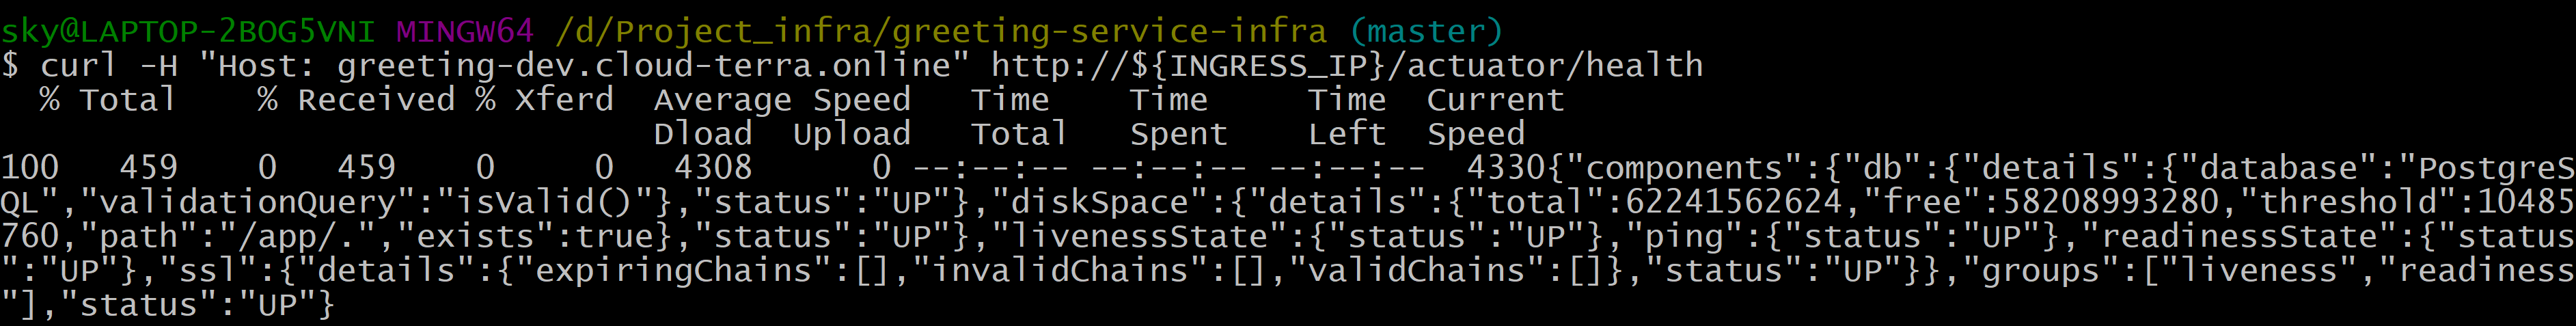 sky@LAPTOP-2BOG5VNI MINGW64 /d/Project_infra/greeting-service-infra (master)
$ curl -H "Host: greeting-dev.cloud-terra.online" http://${INGRESS_IP}/actuator/health
  % Total    % Received % Xferd  Average Speed   Time    Time     Time  Current
                                 Dload  Upload   Total   Spent    Left  Speed
100   459    0   459    0     0   4308      0 --:--:-- --:--:-- --:--:--  4330{"components":{"db":{"details":{"database":"PostgreS
QL","validationQuery":"isValid()"},"status":"UP"},"diskSpace":{"details":{"total":62241562624,"free":58208993280,"threshold":10485
760,"path":"/app/.","exists":true},"status":"UP"},"livenessState":{"status":"UP"},"ping":{"status":"UP"},"readinessState":{"status
":"UP"},"ssl":{"details":{"expiringChains":[],"invalidChains":[],"validChains":[]},"status":"UP"}},"groups":["liveness","readiness
"],"status":"UP"}